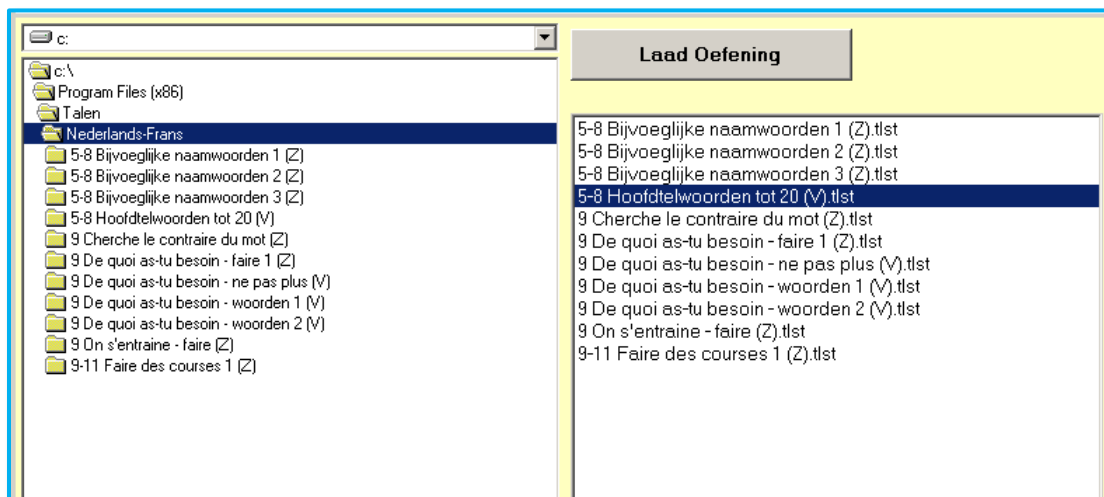 c:
c:\
Program Files (x86)
Talen
Nederlands-Frans
5-8 Bijvoeglijke naamwoorden 1 (Z)
5-8 Bijvoeglijke naamwoorden 2 (Z)
5-8 Bijvoeglijke naamwoorden 3 (Z)
5-8 Hoofdtelwoorden tot 20 (V)
9 Cherche le contraire du mot (Z)
9 De quoi as-tu besoin - faire 1 (Z)
9 De quoi as-tu besoin - ne pas plus (V)
9 De quoi as-tu besoin - woorden 1 (V)
9 De quoi as-tu besoin - woorden 2 (V)
9 On s'entraine - faire (Z)
9-11 Faire des courses 1 (Z)
Laad Oefening
5-8 Bijvoeglijke naamwoorden 1 (Z).tlst
5-8 Bijvoeglijke naamwoorden 2 (Z).tlst
5-8 Bijvoeglijke naamwoorden 3 (Z).tlst
5-8 Hoofdtelwoorden tot 20 (V).tlst
9 Cherche le contraire du mot (Z).tlst
9 De quoi as-tu besoin - faire 1 (Z).tlst
9 De quoi as-tu besoin - ne pas plus (V).tlst
9 De quoi as-tu besoin - woorden 1 (V).tlst
9 De quoi as-tu besoin - woorden 2 (V).tlst
9 On s'entraine - faire (Z).tlst
9-11 Faire des courses 1 (Z).tlst